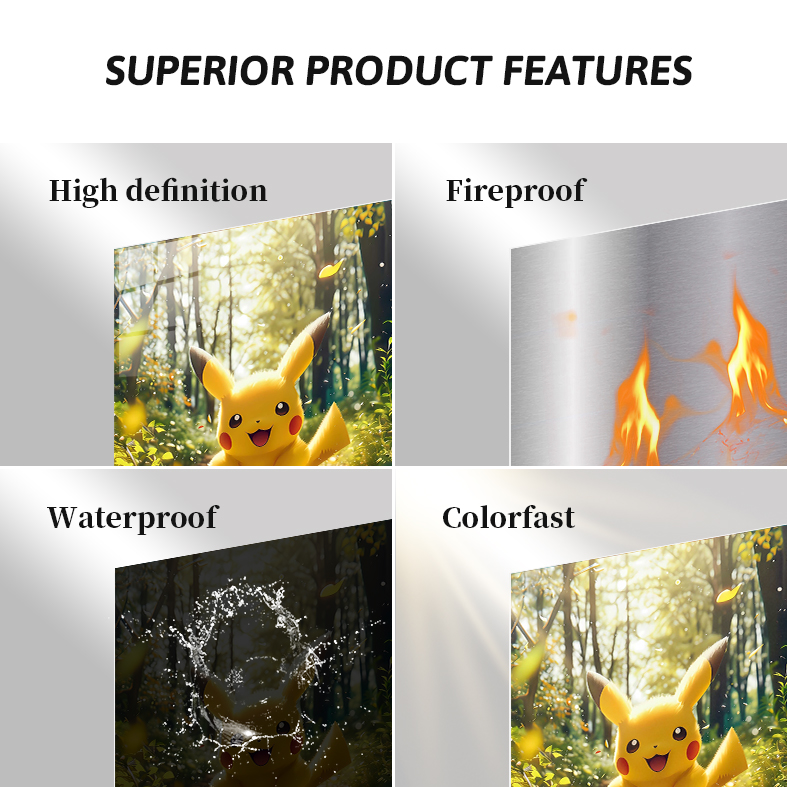 SUPERIOR PRODUCT FEATURES
High definition
Fireproof
Waterproof
Colorfast